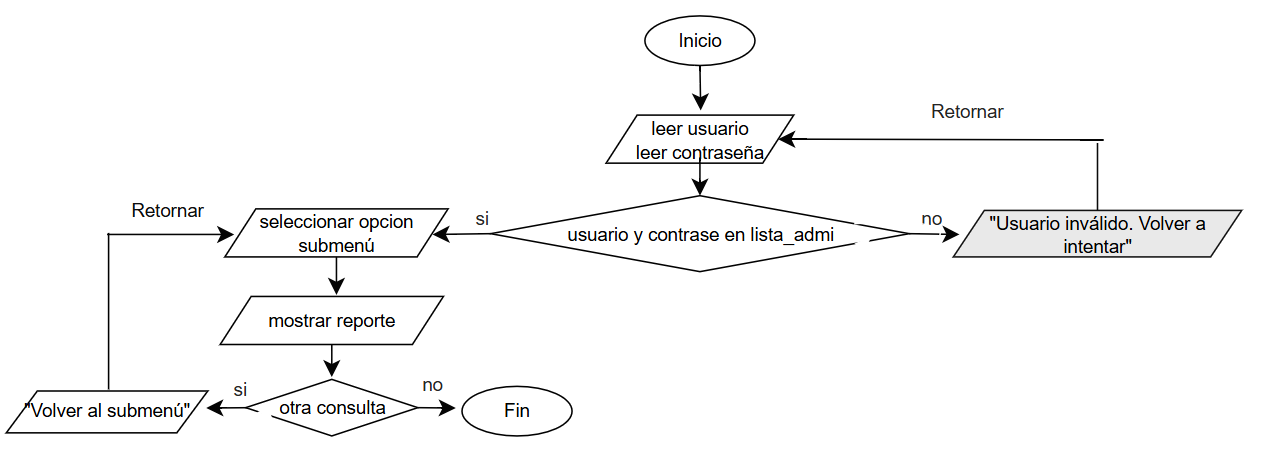 Inicio
Retornar
leer usuario
leer contraseña
Retornar
seleccionar opcion
submenú
si
usuario y contrase en lista_admi
no
"Usuario inválido. Volver a
intentar"
mostrar reporte
si
no
"Volver al submenú"
otra consulta
Fin